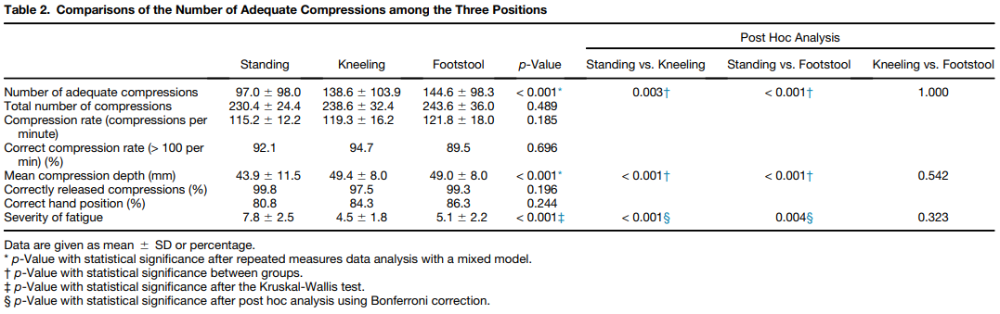 Table 2. Comparisons of the Number of Adequate Compressions among the Three Positions
Post Hoc Analysis
Standing Kneeling Footstool p-Value Standing vs. Kneeling Standing vs. Footstool Kneeling vs. Footstool
Number of adequate compressions 97.0 ± 98.0 138.6 ± 103.9 144.6 ± 98.3 < 0.001* 0.003† < 0.001† 1.000
Total number of compressions 230.4 ± 24.4 238.6 ± 32.4 243.6 ± 36.0 0.489
Compression rate (compressions per 115.2 ± 12.2 119.3 ± 16.2 121.8 ± 18.0 0.185
minute)
Correct compression rate (> 100 per 92.1 94.7 89.5 0.696
min) (%)
Mean compression depth (mm) 43.9 ± 11.5 49.4 ± 8.0 49.0 ± 8.0 < 0.001* < 0.001† < 0.001† 0.542
Correctly released compressions (%) 99.8 97.5 99.3 0.196
Correct hand position (%) 80.8 84.3 86.3 0.244
Severity of fatigue 7.8 ± 2.5 4.5 ± 1.8 5.1 ± 2.2 < 0.001‡ < 0.001§ 0.004§ 0.323
Data are given as mean ± SD or percentage.
* p-Value with statistical significance after repeated measures data analysis with a mixed model.
† p-Value with statistical significance between groups.
‡ p-Value with statistical significance after the Kruskal-Wallis test.
§ p-Value with statistical significance after post hoc analysis using Bonferroni correction.